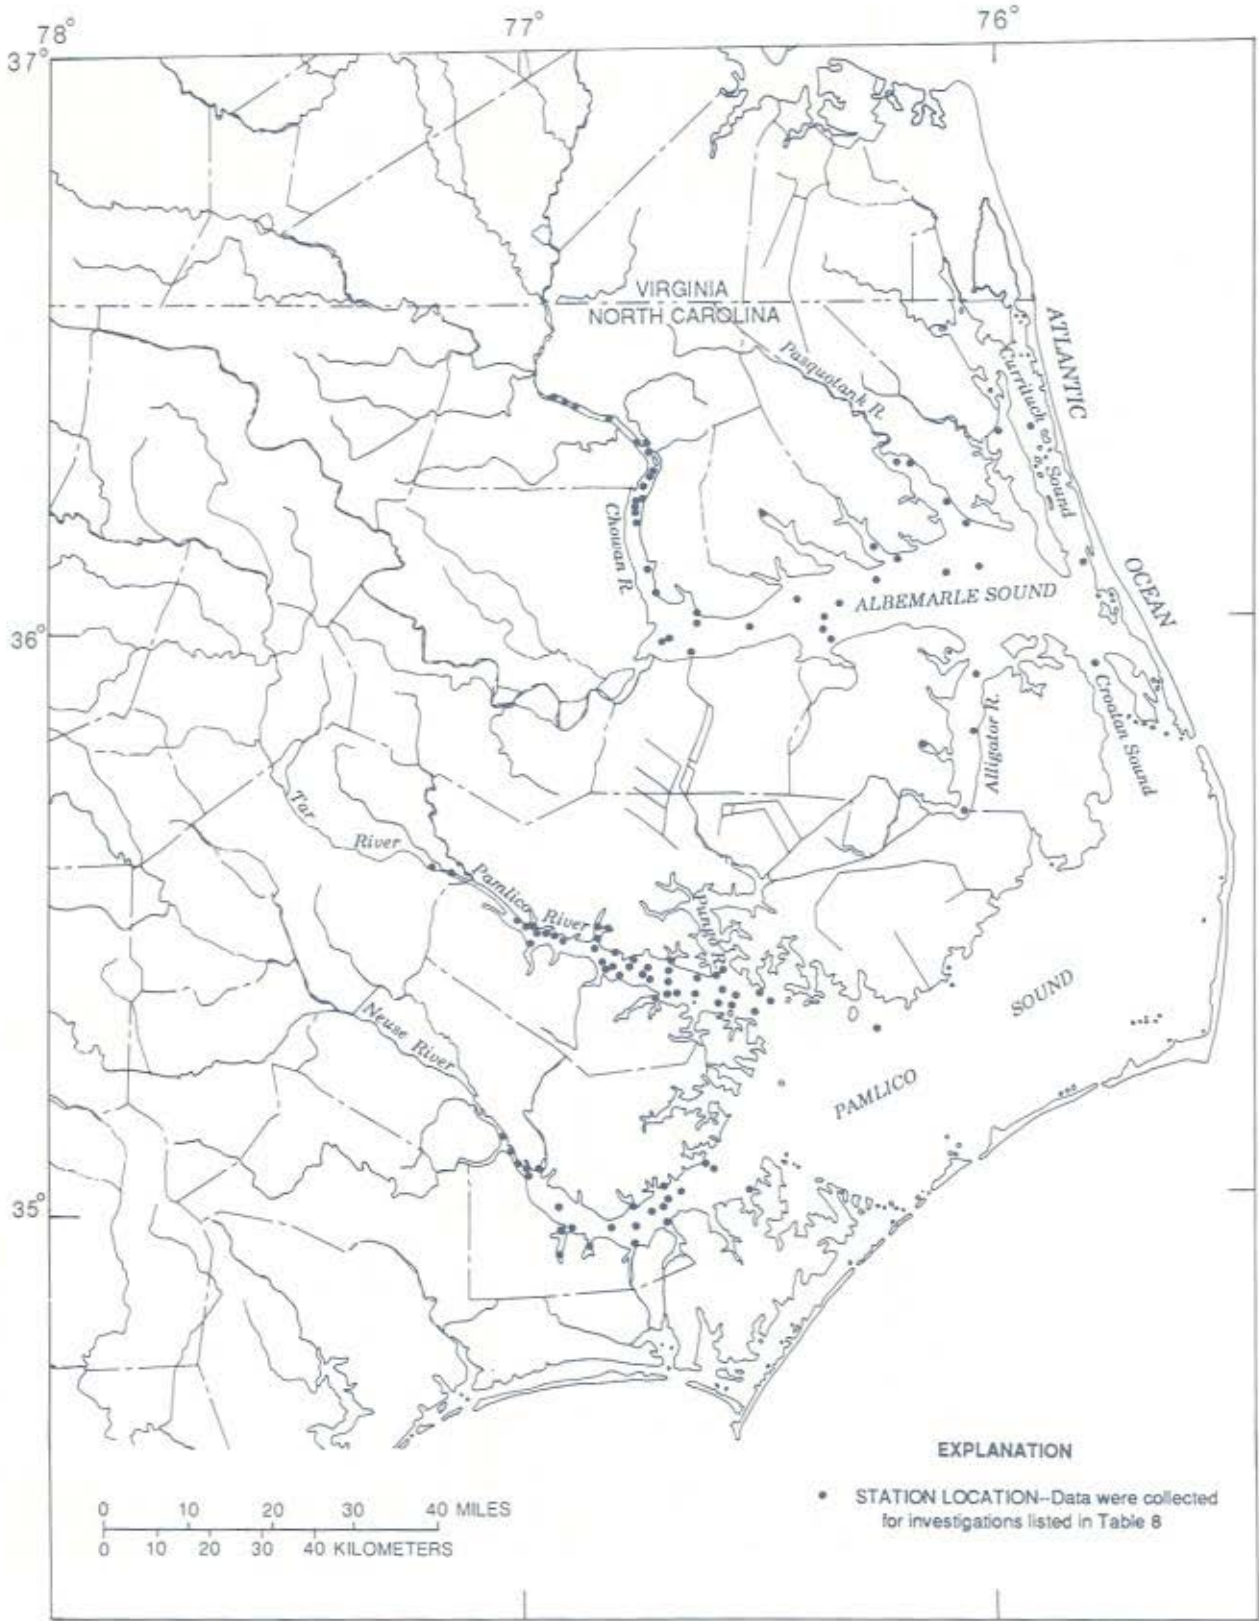 78°
77°
76°
37°
VIRGINIA
NORTH CAROLINA
ATLANTIC
OCEAN
Pasquotank R.
Currituck
Sound
Chowan R.
ALBEMARLE SOUND
36°
Croatan Sound
Alligator R.
Tar
River
Pamlico
River
Pungo R.
Neuse River
SOUND
PAMLICO
35°
EXPLANATION
STATION LOCATION--Data were collected
for investigations listed in Table 8
0 10 20 30 40 MILES
0 10 20 30 40 KILOMETERS